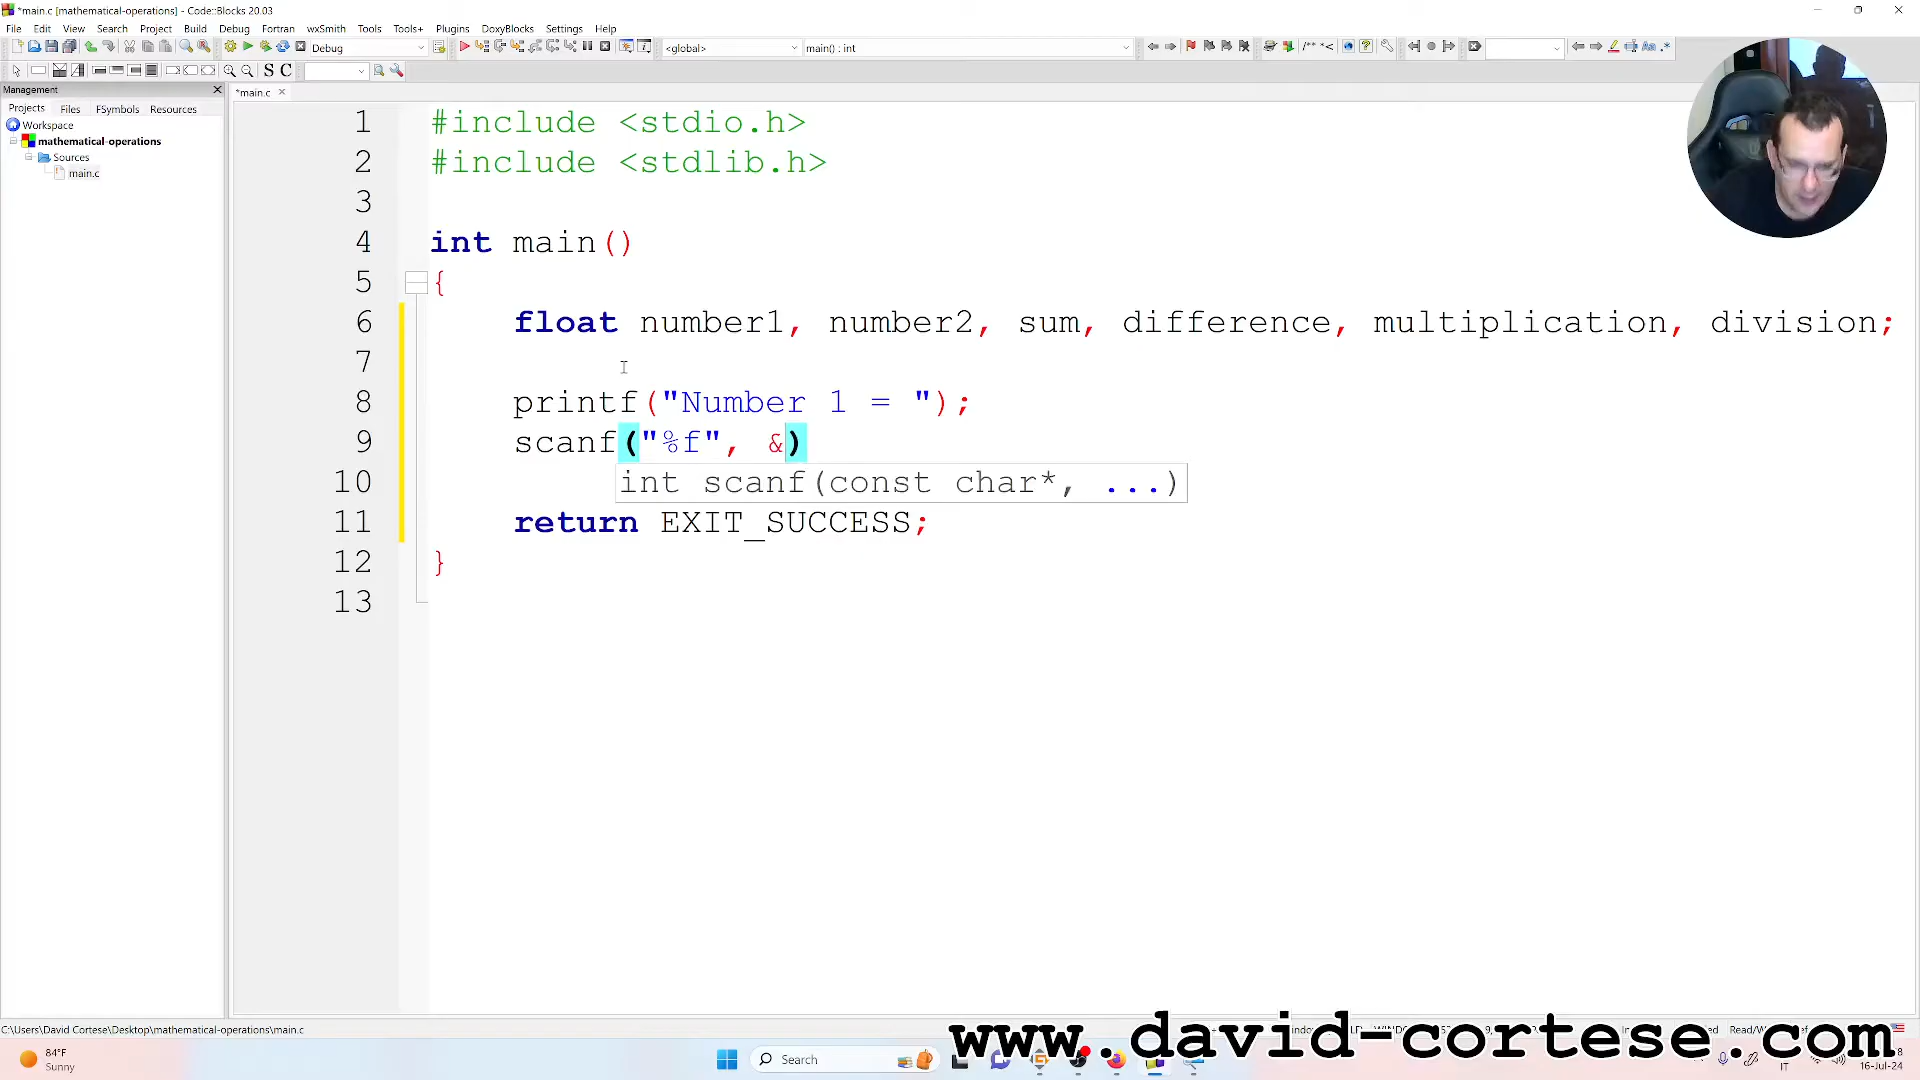 *main.c [mathematical-operations] - Code::Blocks 20.03
File Edit View Search Project Build Debug Fortran wxSmith Tools Tools+ Plugins DoxyBlocks Settings Help
Debug <global> main() : int
S C
Management
*main.c
Projects Files FSymbols Resources
Workspace
mathematical-operations
Sources
main.c
1 #include <stdio.h>
2 #include <stdlib.h>
3
4 int main()
5 {
6 float number1, number2, sum, difference, multiplication, division;
7
8 printf("Number 1 = ");
9 scanf("%f", &)
10 int scanf(const char*, ...)
11 return EXIT_SUCCESS;
12 }
13
C:\Users\David Cortese\Desktop\mathematical-operations\main.c
www.david-cortese.com
84°F
Sunny
Search
IT
16-Jul-24